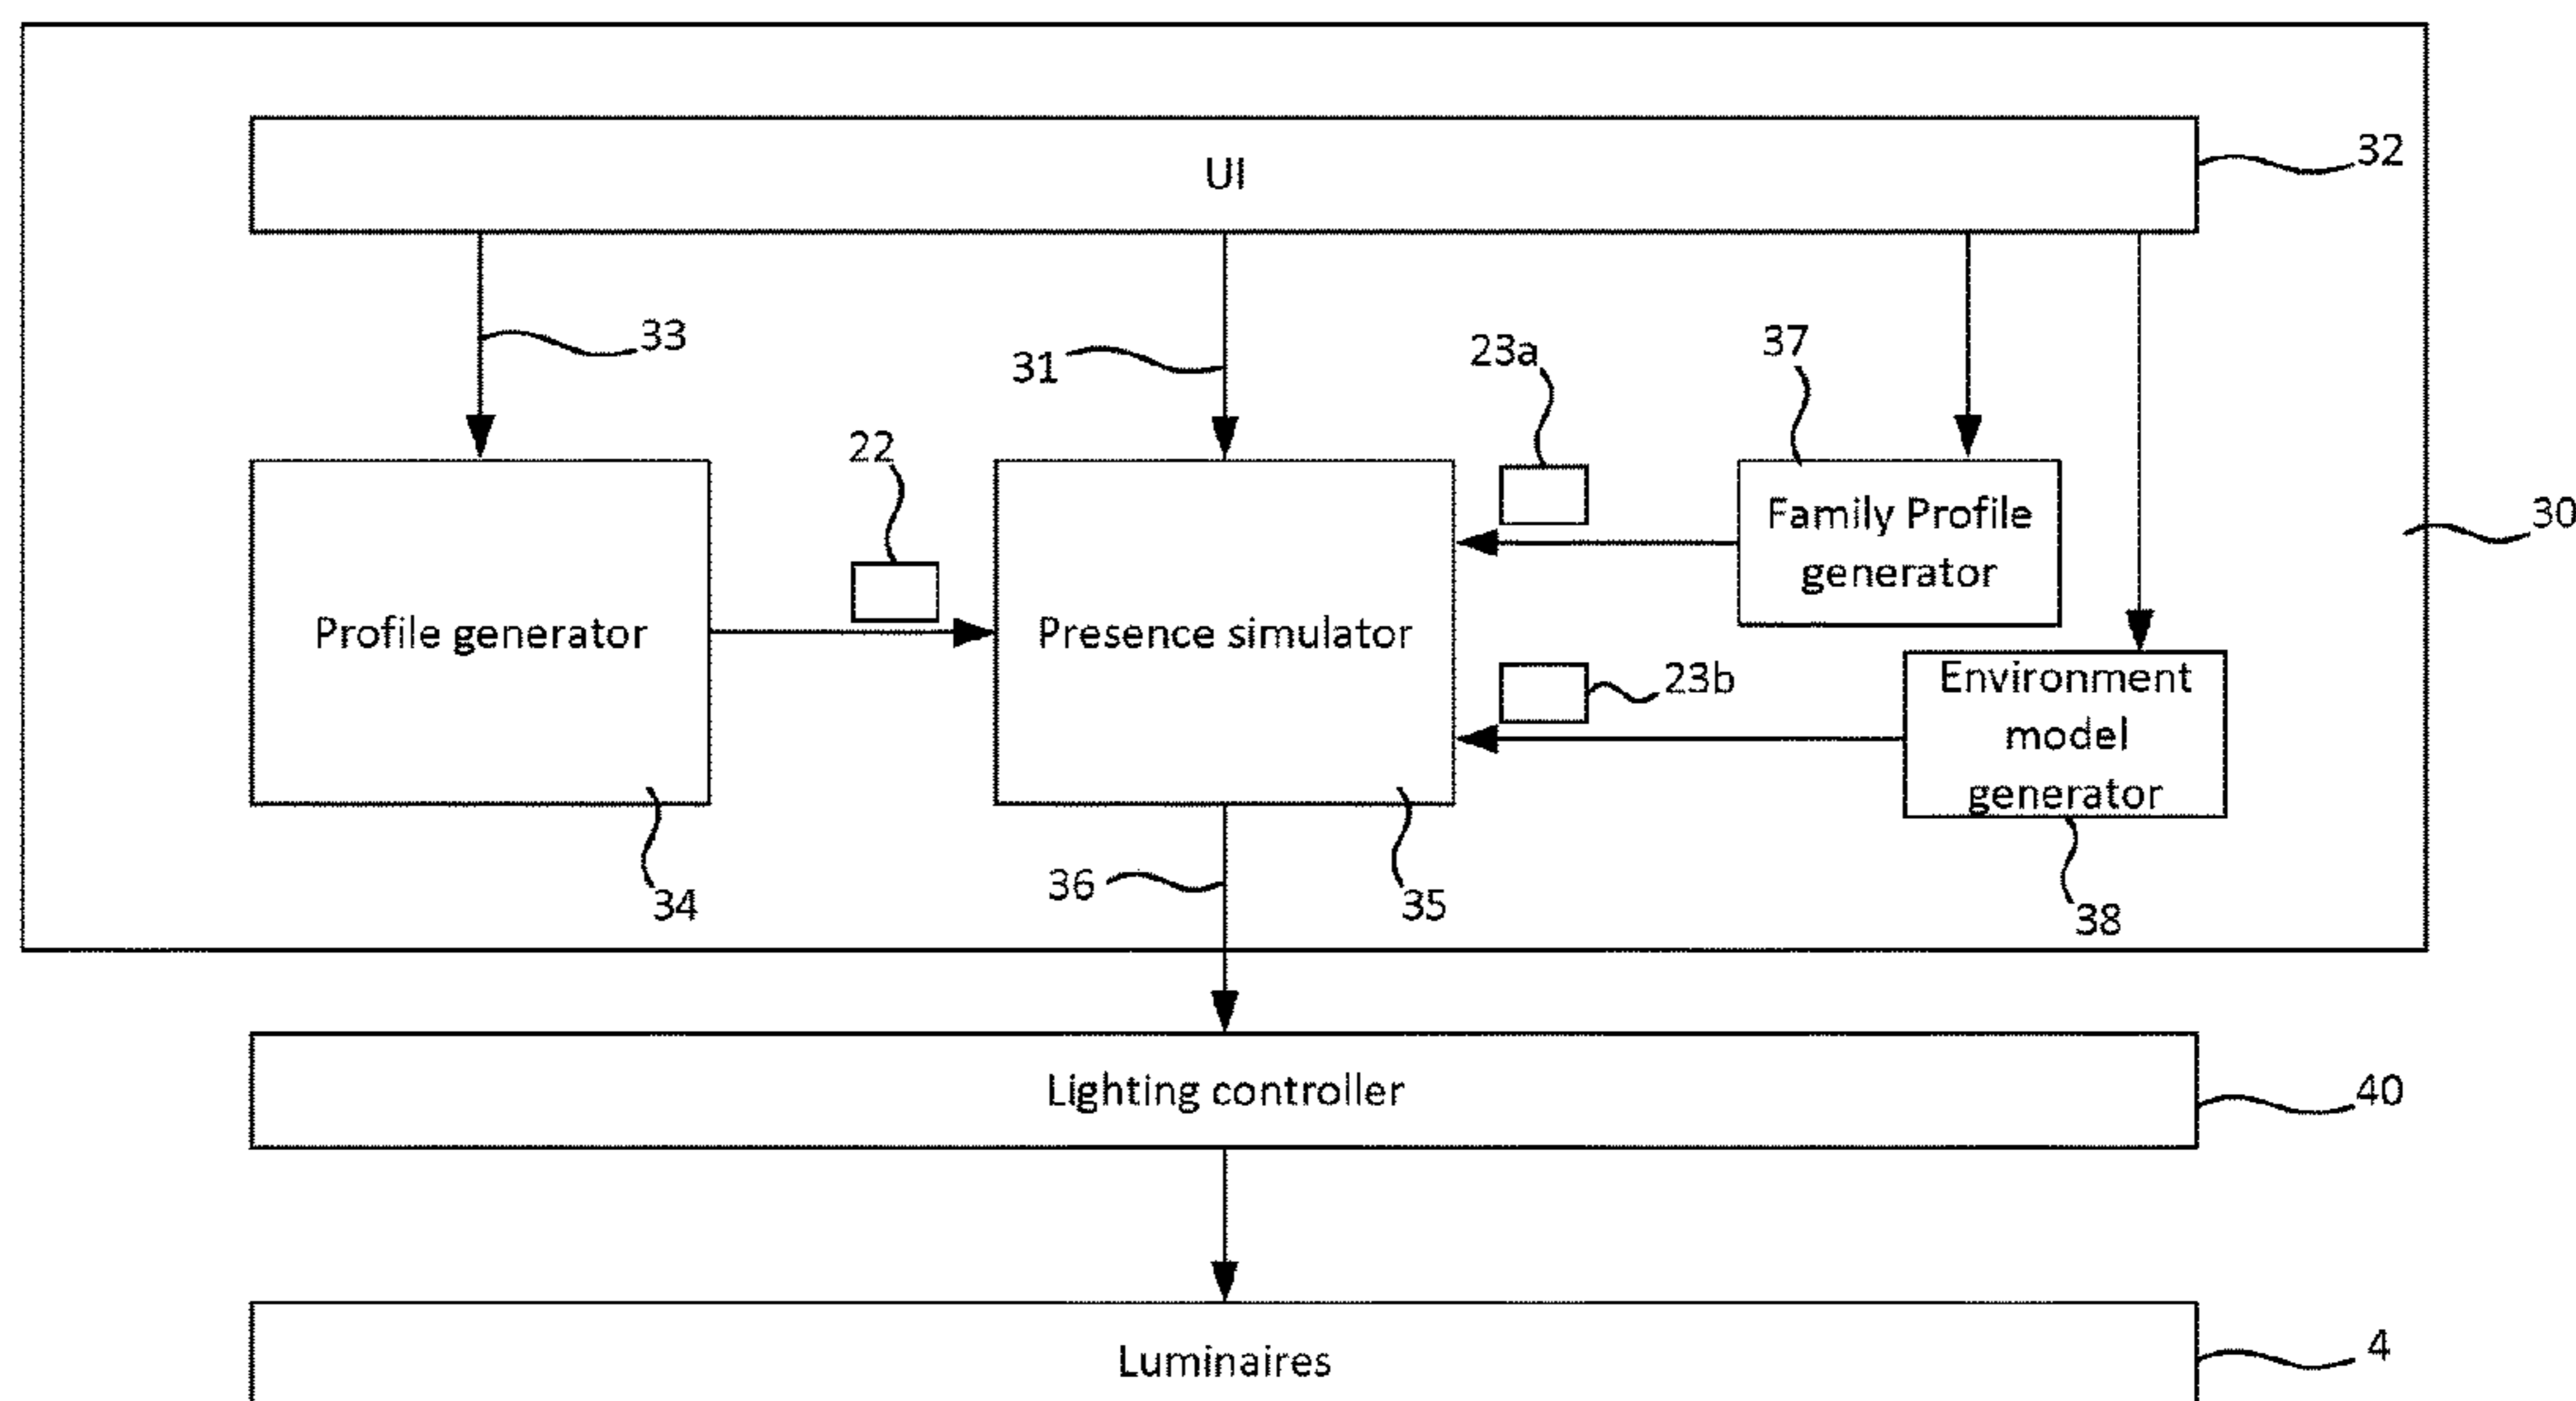 UI
32
33
31
23a
37
22
Family Profile
generator
30
Profile generator
Presence simulator
23b
Environment
model
generator
34
36
35
38
Lighting controller
40
Luminaires
4